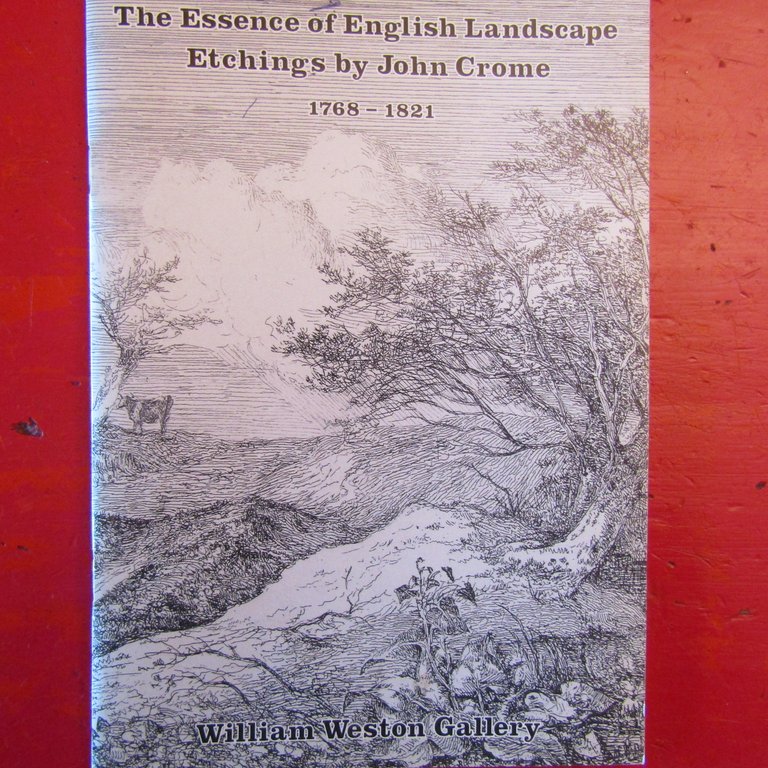 The Essence of English Landscape
Etchings by John Crome
1768 – 1821
William Weston Gallery